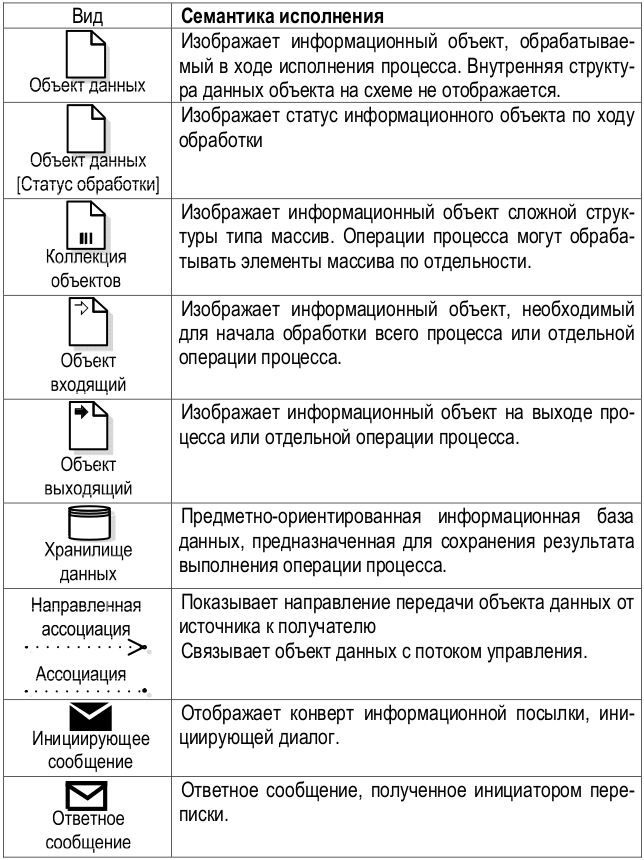 Вид
Семантика исполнения
Объект данных
Изображает информационный объект, обрабатывае-
мый в ходе исполнения процесса. Внутренняя структу-
ра данных объекта на схеме не отображается.
Объект данных
[Статус обработки]
Изображает статус информационного объекта по ходу
обработки
Коллекция
объектов
Изображает информационный объект сложной струк-
туры типа массив. Операции процесса могут обраба-
тывать элементы массива по отдельности.
Объект
входящий
Изображает информационный объект, необходимый
для начала обработки всего процесса или отдельной
операции процесса.
Объект
выходящий
Изображает информационный объект на выходе про-
цесса или отдельной операции процесса.
Хранилище
данных
Предметно-ориентированная информационная база
данных, предназначенная для сохранения результата
выполнения операции процесса.
Направленная
ассоциация
Ассоциация
Показывает направление передачи объекта данных от
источника к получателю
Связывает объект данных с потоком управления.
Инициирующее
сообщение
Отображает конверт информационной посылки, ини-
циирующей диалог.
Ответное
сообщение
Ответное сообщение, полученное инициатором пере-
писки.